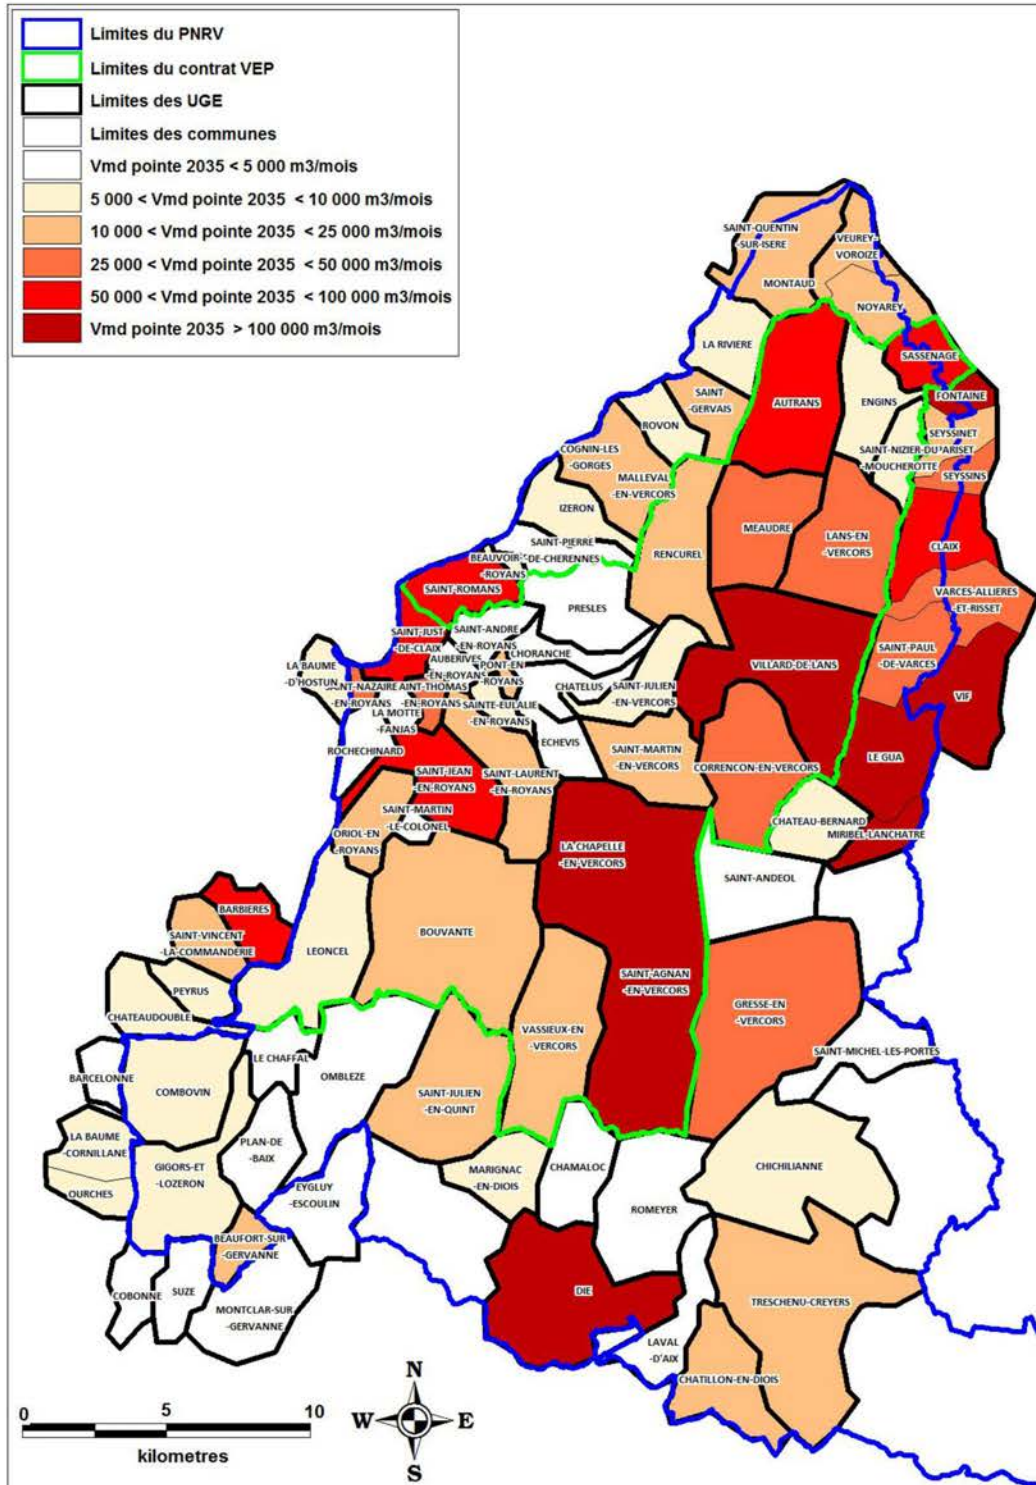 Limites du PNRV
Limites du contrat VEP
Limites des UGE
Limites des communes
Vmd pointe 2035 < 5 000 m3/mois
5 000 < Vmd pointe 2035 < 10 000 m3/mois
10 000 < Vmd pointe 2035 < 25 000 m3/mois
25 000 < Vmd pointe 2035 < 50 000 m3/mois
50 000 < Vmd pointe 2035 < 100 000 m3/mois
Vmd pointe 2035 > 100 000 m3/mois
SAINT-QUENTIN
-SUR-ISERE
VEUREY-
VOROIZE
MONTAUD
NOYAREY
LA RIVIERE
SASSENAGE
FONTAINE
SAINT
-GERVAIS
AUTRANS
ENGINS
ROVON
SEYSSINET
-PARISET
SAINT-NIZIER-DU
-MOUCHEROTTE
SEYSSINS
COGNIN-LES
-GORGES
MALLEVAL
-EN-VERCORS
IZERON
MEAUDRE
LANS-EN
-VERCORS
CLAIX
SAINT-PIERRE
-DE-CHERENNES
BEAUVOIR-
-ROYANS
RENCUREL
SAINT-ROMANS
VARCES-ALLIERES
-ET-RISSET
PRESLES
SAINT-JUST
-DE-CLAIX
SAINT-ANDRE
-EN-ROYANS
SAINT-PAUL
-DE-VARCES
CHORANCHE
AUBERIVES
-EN-ROYANS
PONT-EN
-ROYANS
VILLARD-DE-LANS
LA BAUME
-D'HOSTUN
SAINT-NAZAIRE
-EN-ROYANS
AINT-THOMAS
-EN-ROYANS
CHATELUS
SAINT-JULIEN
-EN-VERCORS
VIF
SAINTE-EULALIE
-EN-ROYANS
LA MOTTE
-FANJAS
ROCHECHINARD
ECHEVIS
SAINT-MARTIN
-EN-VERCORS
LE GUA
CORRENCON-EN-VERCORS
SAINT-JEAN
-EN-ROYANS
SAINT-LAURENT
-EN-ROYANS
SAINT-MARTIN
-LE-COLONEL
ORIOL-EN
-ROYANS
CHATEAU-BERNARD
MIRIBEL-LANCHATRE
LA CHAPELLE
-EN-VERCORS
SAINT-ANDEOL
BARBIERES
SAINT-VINCENT
-LA-COMMANDERIE
BOUVANTE
LEONCEL
SAINT-AGNAN
-EN-VERCORS
PEYRUS
CHATEAUDOUBLE
GRESSE-EN
-VERCORS
VASSIEUX-EN
-VERCORS
SAINT-MICHEL-LES-PORTES
LE CHAFFAL
BARCELONNE
OMBLEZE
COMBOVIN
SAINT-JULIEN
-EN-QUINT
LA BAUME
-CORNILLANE
PLAN-DE
-BAIX
GIGORS-ET
-LOZERON
MARIGNAC
-EN-DIOIS
CHAMALOC
CHICHILIANNE
OURCHES
EYGLUY
-ESCOULIN
ROMEYER
BEAUFORT-SUR
-GERVANNE
COBONNE
SUZE
MONTCLAR-SUR
-GERVANNE
DIE
TRESCHENU-CREYERS
LAVAL
-D'AIX
CHATILLON-EN-DIOIS
N
W
E
S
0
5
10
kilometres